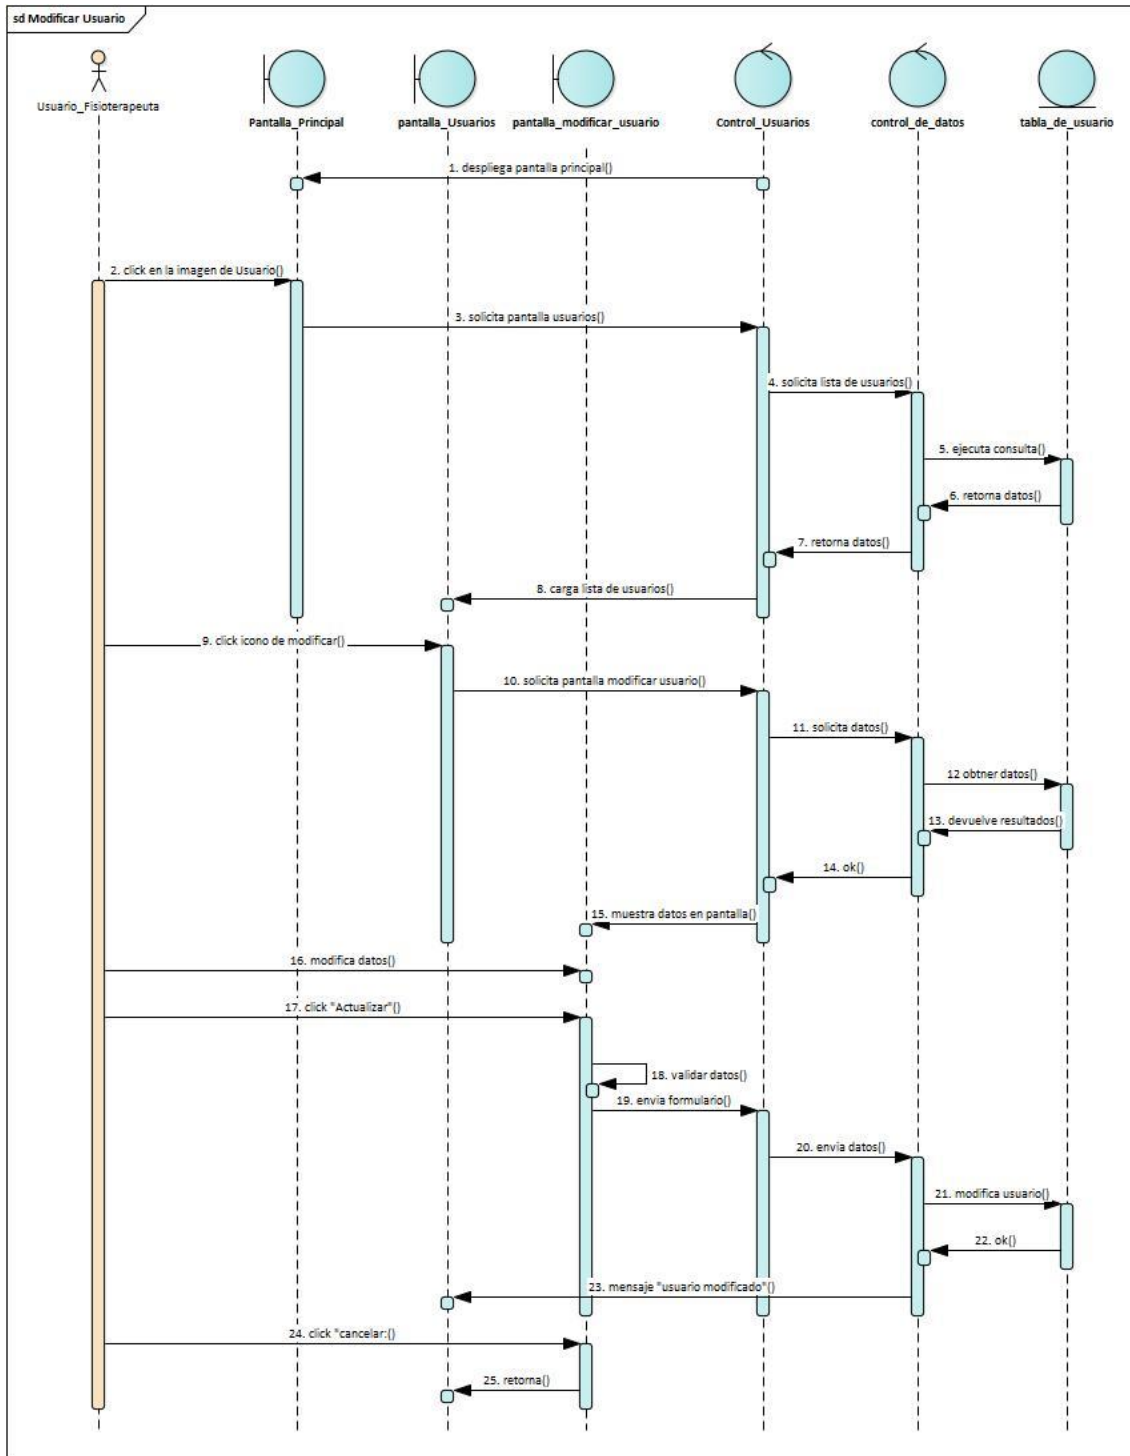 sd Modificar Usuario
Usuario_Fisioterapeuta
Pantalla_Principal
pantalla_Usuarios
pantalla_modificar_usuario
Control_Usuarios
control_de_datos
tabla_de_usuario
1. despliega pantalla principal()
2. click en la imagen de Usuario()
3. solicita pantalla usuarios()
4. solicita lista de usuarios()
5. ejecuta consulta()
6. retorna datos()
7. retorna datos()
8. carga lista de usuarios()
9. click icono de modificar()
10. solicita pantalla modificar usuario()
11. solicita datos()
12 obtner datos()
13. devuelve resultados()
14. ok()
15. muestra datos en pantalla()
16. modifica datos()
17. click "Actualizar"()
18. validar datos()
19. envia formulario()
20. envia datos()
21. modifica usuario()
22. ok()
23. mensaje "usuario modificado"()
24. click "cancelar:()
25. retorna()